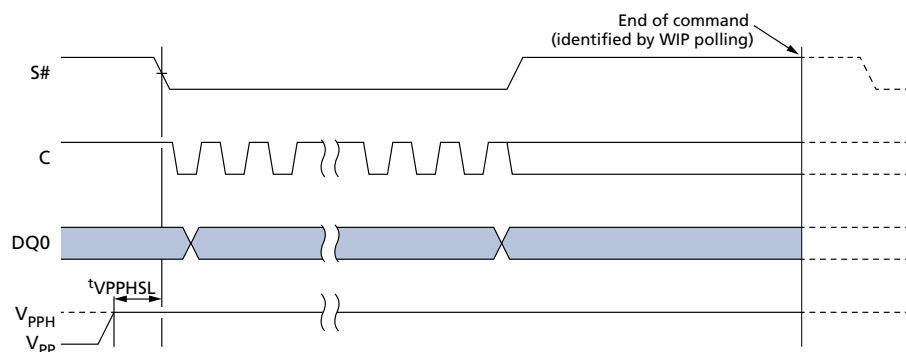 End of command
(identified by WIP polling)
S#
C
DQ0
tVPPHSL
VPPH
VPP